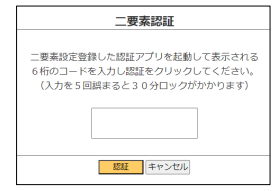 二要素認証
二要素設定登録した認証アプリを起動して表示される
6桁のコードを入力し認証をクリックしてください。
（入力を５回誤まると３０分ロックがかかります）
認証 キャンセル